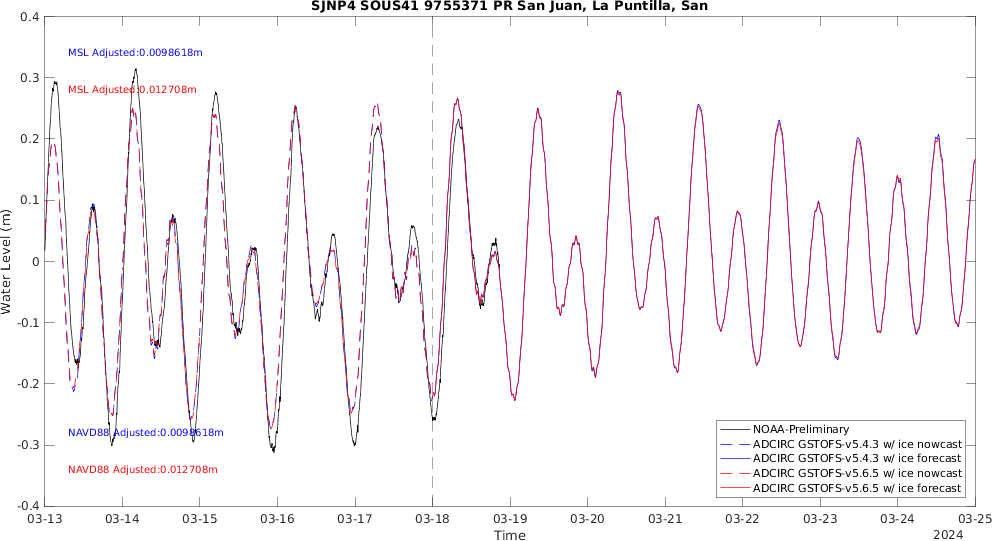 SJNP4 SOUS41 9755371 PR San Juan, La Puntilla, San
MSL Adjusted:0.0098618m
MSL Adjusted:0.012708m
NAVD88 Adjusted:0.0098618m
NAVD88 Adjusted:0.012708m
Water Level (m)
0.4
0.3
0.2
0.1
0
-0.1
-0.2
-0.3
-0.4
NOAA-Preliminary
ADCIRC GSTOFS-v5.4.3 w/ ice nowcast
ADCIRC GSTOFS-v5.4.3 w/ ice forecast
ADCIRC GSTOFS-v5.6.5 w/ ice nowcast
ADCIRC GSTOFS-v5.6.5 w/ ice forecast
03-13 03-14 03-15 03-16 03-17 03-18 03-19 03-20 03-21 03-22 03-23 03-24 03-25
Time
2024